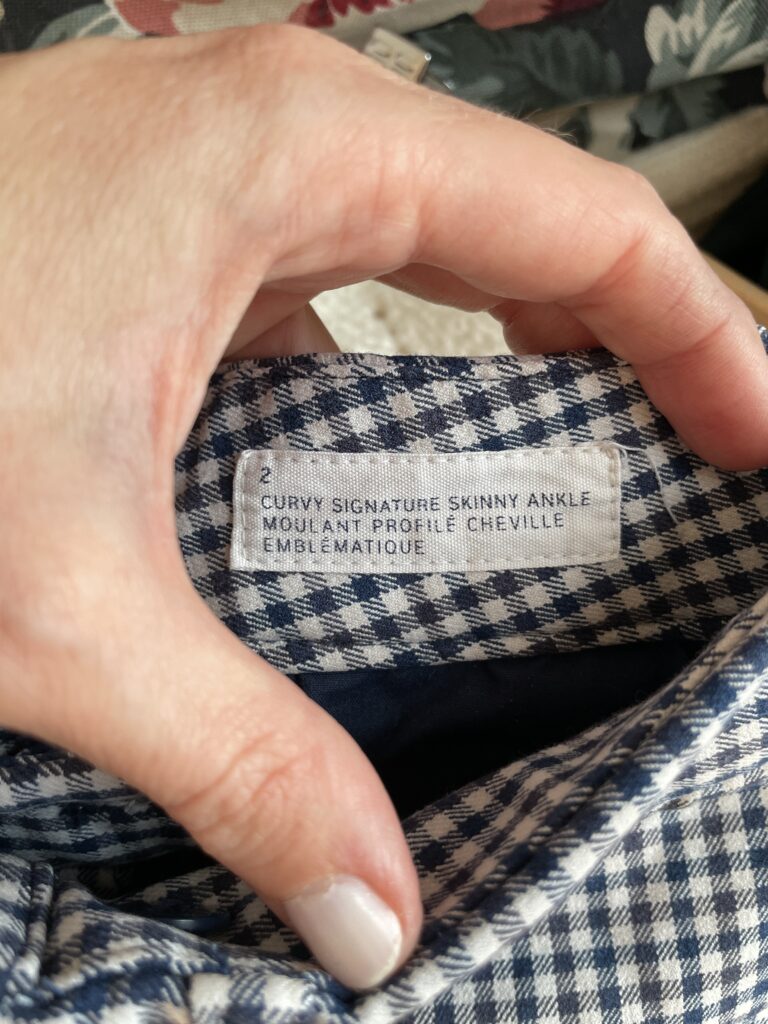 2
CURVY SIGNATURE SKINNY ANKLE
MOULANT PROFILÉ CHEVILLE
EMBLÉMATIQUE